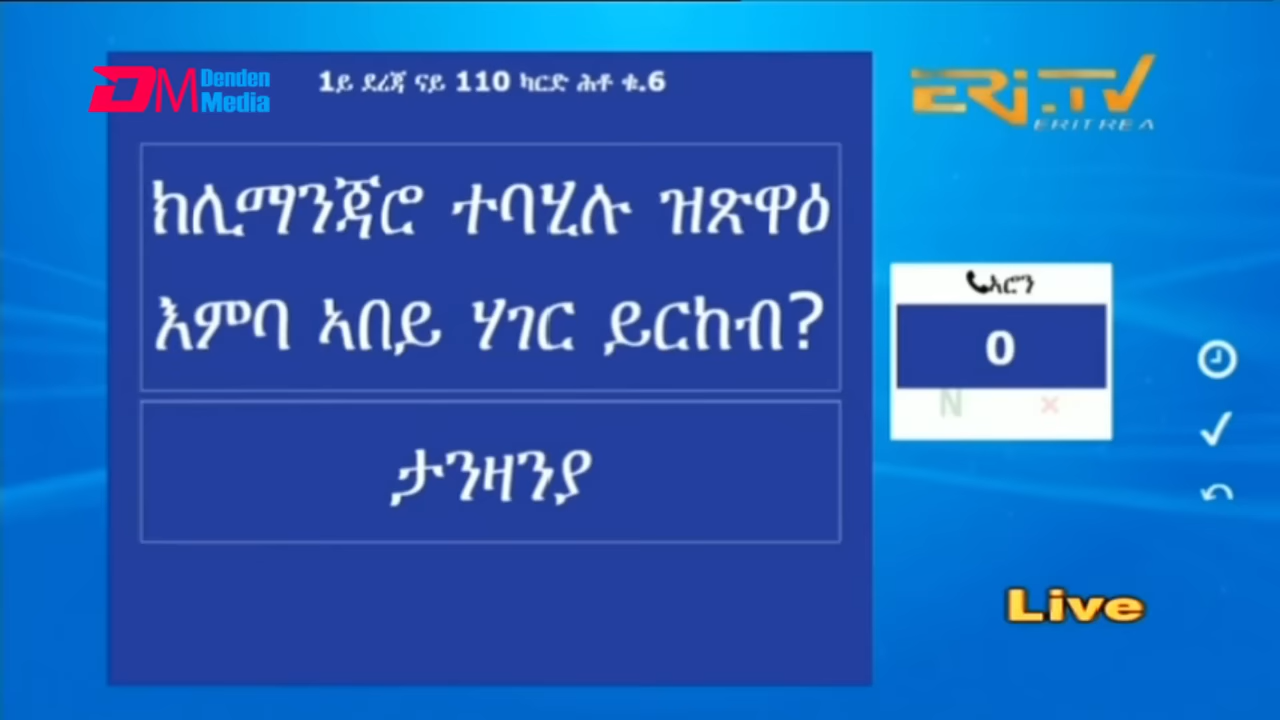 DM Denden Media
1ይ ደረጃ ናይ 110 ካርድ ሕቶ ቁ.6
ERi.TV
ERITREA
ክሊማንጃሮ ተባሂሉ ዝጽዋዕ
እምባ ኣበይ ሃገር ይርከብ?
ታንዛንያ
ኣሮን
0
N ×
Live